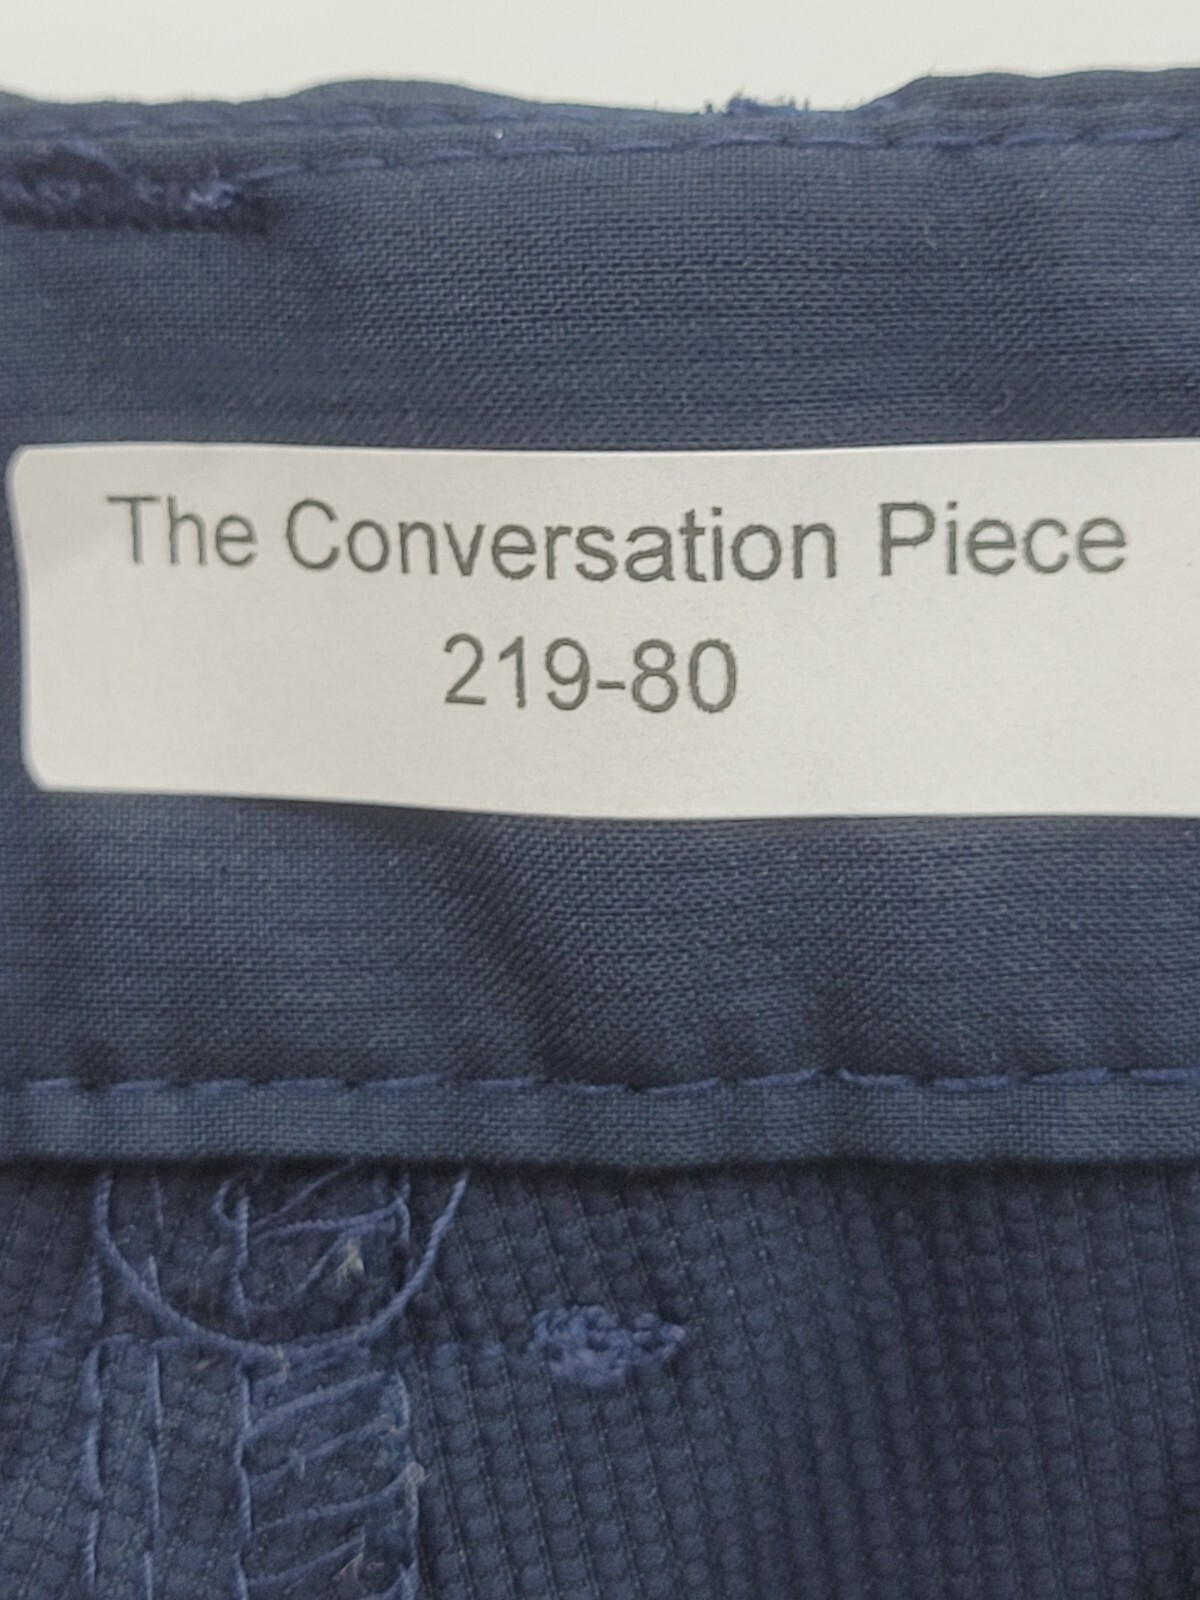 The Conversation Piece
219-80